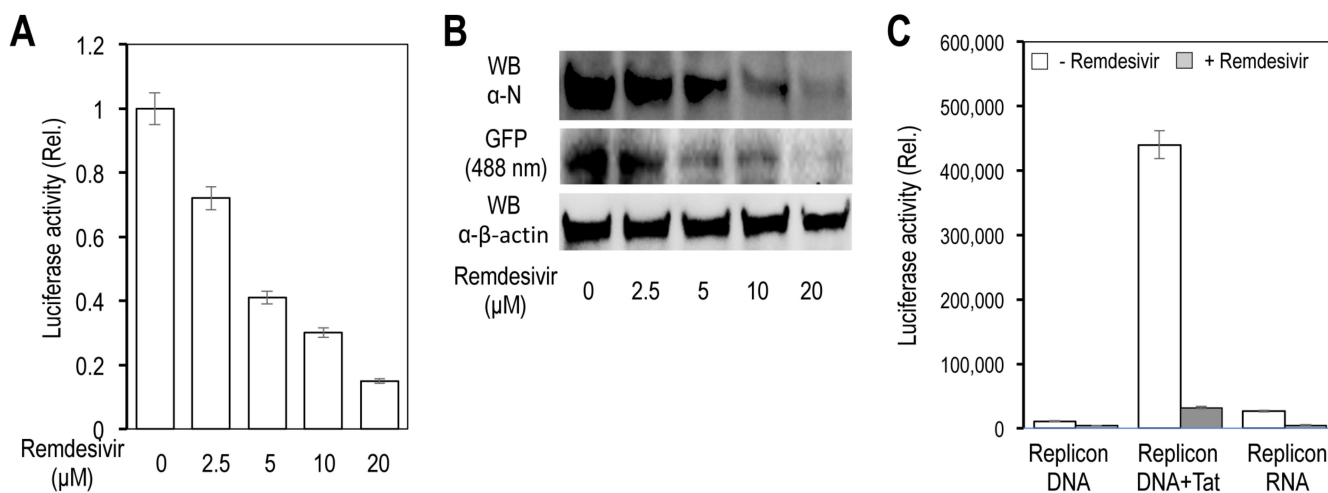 A
Luciferase activity (Rel.)
1.2
1
0.8
0.6
0.4
0.2
0
Remdesivir
(µM)
0 2.5 5 10 20
B
WB
α-N
GFP
(488 nm)
WB
α-β-actin
Remdesivir
(µM)
0 2.5 5 10 20
C
Luciferase activity (Rel.)
600,000
500,000
400,000
300,000
200,000
100,000
0
- Remdesivir + Remdesivir
Replicon
DNA
Replicon
DNA+Tat
Replicon
RNA